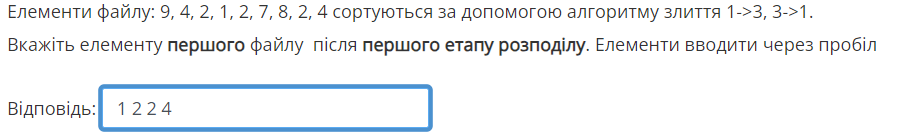 Елементи файлу: 9, 4, 2, 1, 2, 7, 8, 2, 4 сортуються за допомогою алгоритму злиття 1->3, 3->1.
Вкажіть елементу першого файлу після першого етапу розподілу. Елементи вводити через пробіл
Відповідь: 1 2 2 4